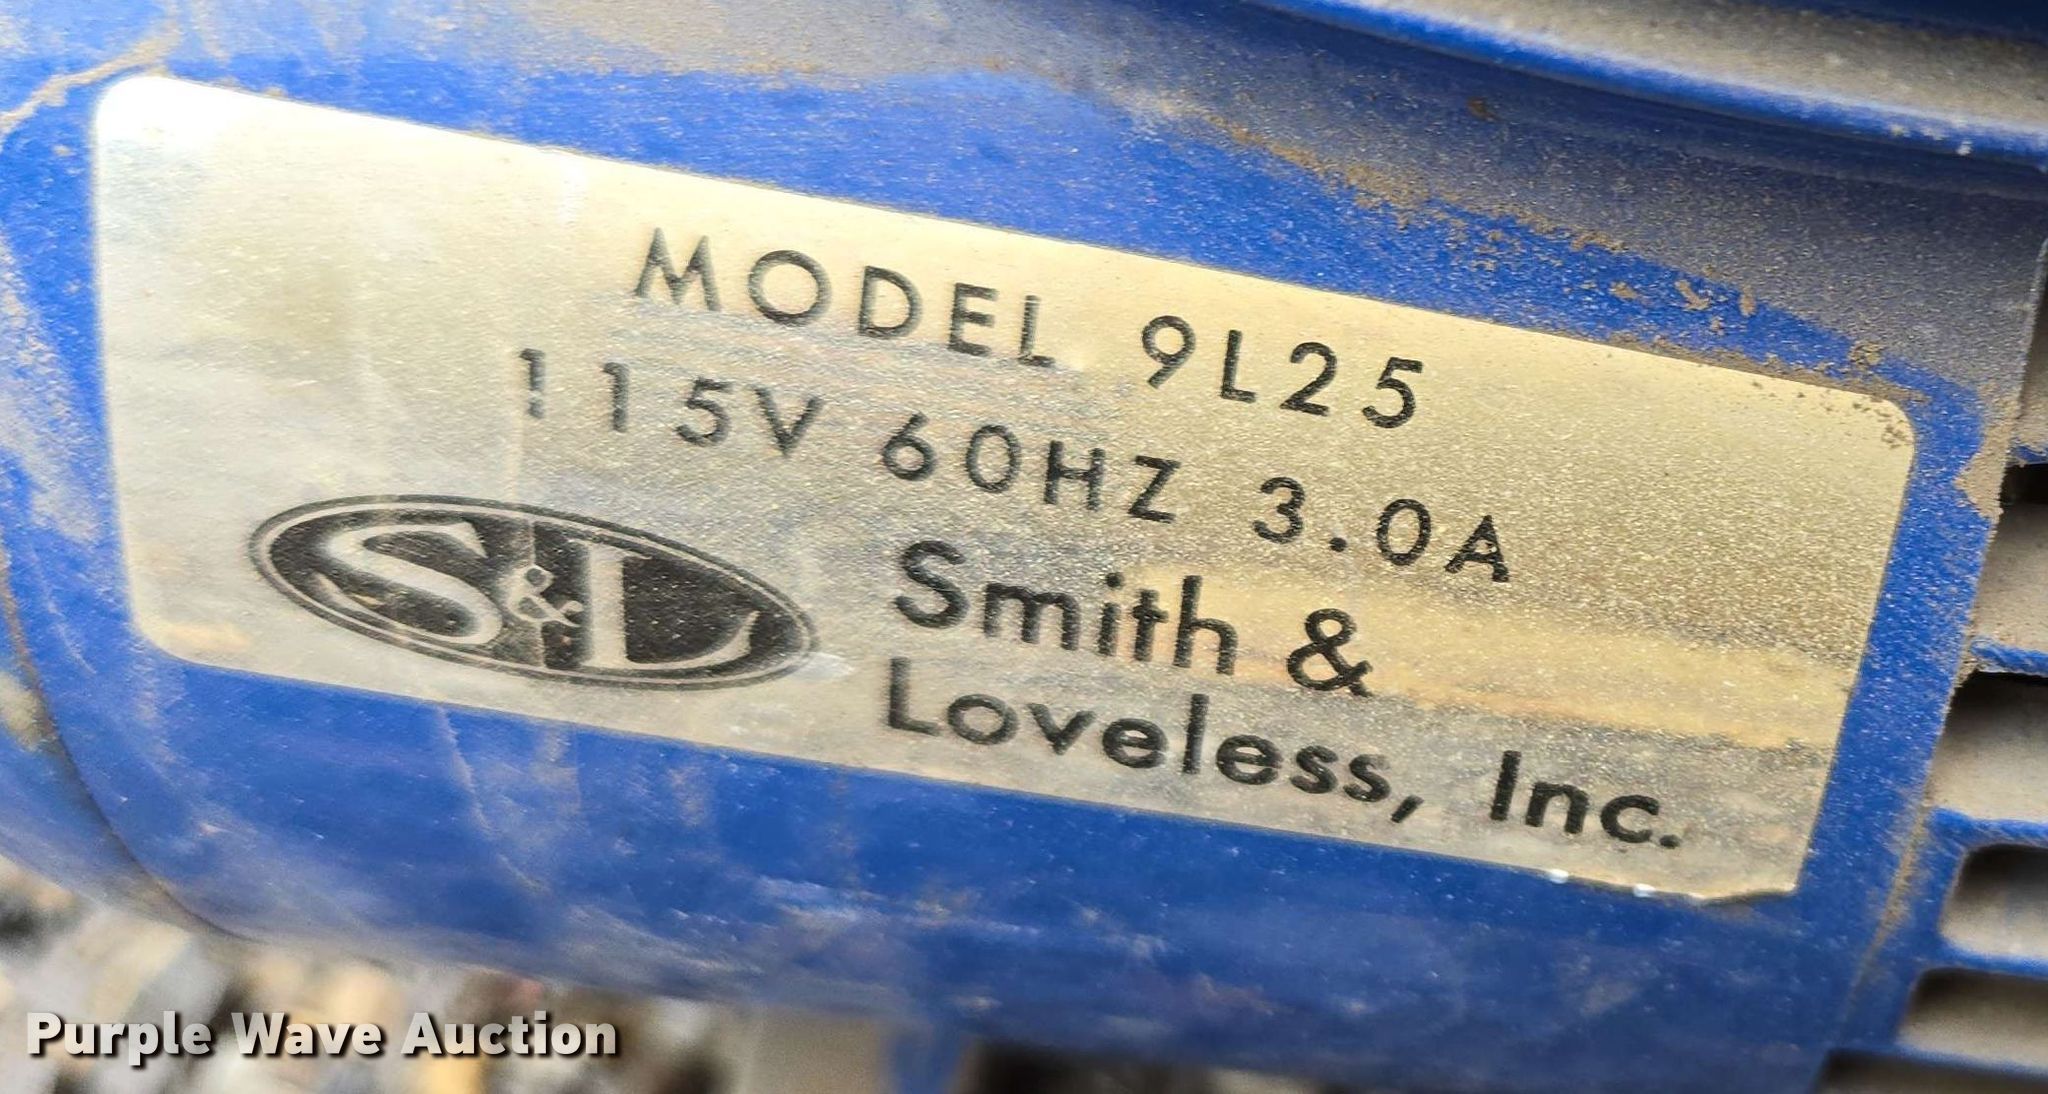 MODEL 9L25
115V 60HZ 3.0A
S&L
Smith &
Loveless, Inc.
Purple Wave Auction